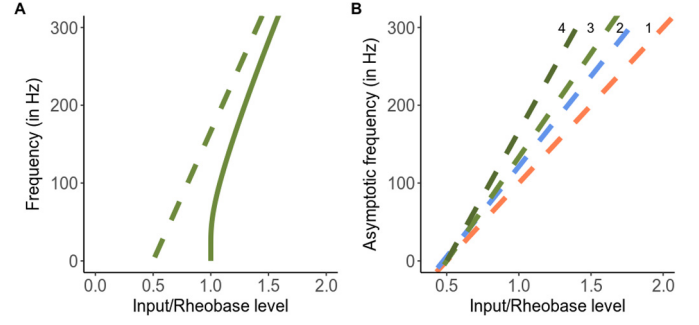 A
Frequency (in Hz)
300
200
100
0
0.0 0.5 1.0 1.5 2.0
Input/Rheobase level
B
Asymptotic frequency (in Hz)
300
200
100
0
4 3 2 1
0.5 1.0 1.5 2.0
Input/Rheobase level